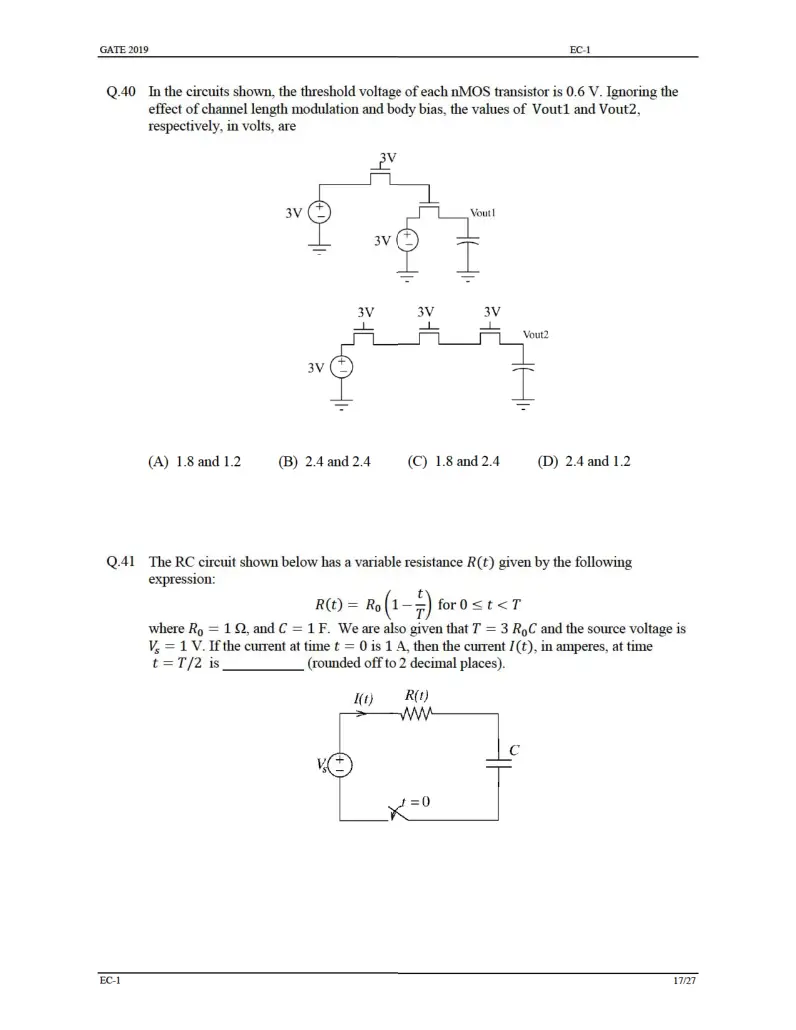 GATE 2019 EC-1
Q.40 In the circuits shown, the threshold voltage of each nMOS transistor is 0.6 V. Ignoring the
effect of channel length modulation and body bias, the values of Vout1 and Vout2,
respectively, in volts, are
3V
3V
Vout1
3V
3V 3V 3V
Vout2
3V
(A) 1.8 and 1.2 (B) 2.4 and 2.4 (C) 1.8 and 2.4 (D) 2.4 and 1.2
Q.41 The RC circuit shown below has a variable resistance R(t) given by the following
expression:
R(t) = R₀ (1 − t/T) for 0 ≤ t < T
where R₀ = 1 Ω, and C = 1 F. We are also given that T = 3 R₀C and the source voltage is
Vₛ = 1 V. If the current at time t = 0 is 1 A, then the current I(t), in amperes, at time
t = T/2 is __________ (rounded off to 2 decimal places).
I(t) R(t)
C
Vₛ
t = 0
EC-1 17/27